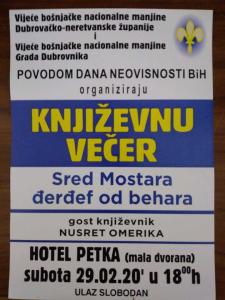 Vijeće bošnjačke nacionalne manjine
Dubrovačko-neretvanske županije
i
Vijeće bošnjačke nacionalne manjine
Grada Dubrovnika
POVODOM DANA NEOVISNOSTI BiH
organiziraju
KNJIŽEVNU
VEČER
Sred Mostara
đerđef od behara
gost književnik
NUSRET OMERIKA
HOTEL PETKA (mala dvorana)
subota 29.02.20' u 18⁰⁰h
ULAZ SLOBODAN